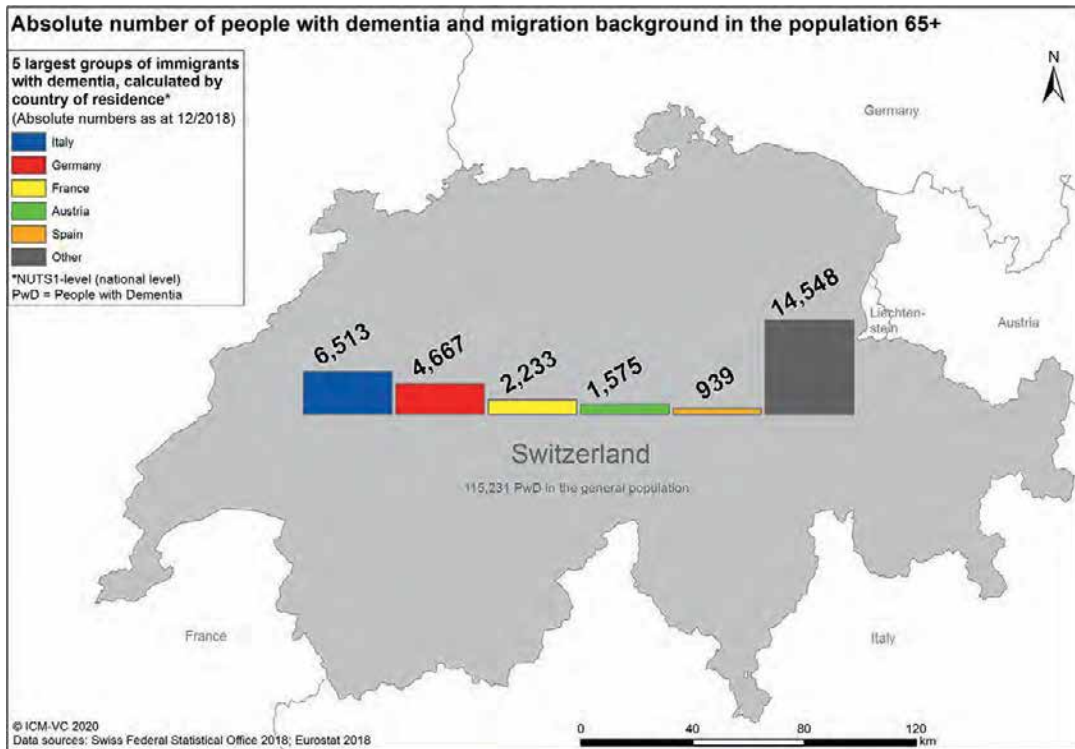 Absolute number of people with dementia and migration background in the population 65+
5 largest groups of immigrants
with dementia, calculated by
country of residence*
(Absolute numbers as at 12/2018)
Italy
Germany
France
Austria
Spain
Other
*NUTS1-level (national level)
PwD = People with Dementia
N
Germany
6,513
4,667
2,233
1,575
939
14,548
Liechten-
stein
Austria
Switzerland
115,231 PwD in the general population
France
Italy
© ICM-VC 2020
Data sources: Swiss Federal Statistical Office 2018; Eurostat 2018
0 40 80 120
km